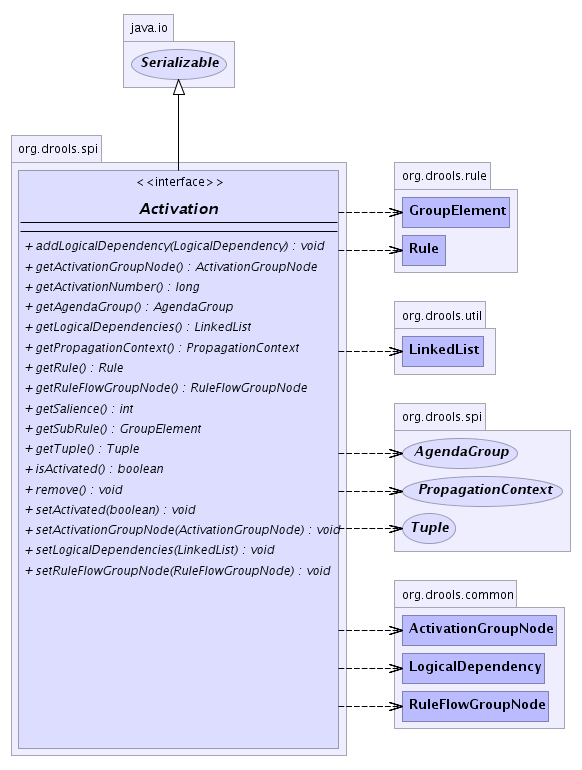 java.io
Serializable
org.drools.spi
<<interface>>
Activation
+ addLogicalDependency(LogicalDependency) : void
+ getActivationGroupNode() : ActivationGroupNode
+ getActivationNumber() : long
+ getAgendaGroup() : AgendaGroup
+ getLogicalDependencies() : LinkedList
+ getPropagationContext() : PropagationContext
+ getRule() : Rule
+ getRuleFlowGroupNode() : RuleFlowGroupNode
+ getSalience() : int
+ getSubRule() : GroupElement
+ getTuple() : Tuple
+ isActivated() : boolean
+ remove() : void
+ setActivated(boolean) : void
+ setActivationGroupNode(ActivationGroupNode) : void
+ setLogicalDependencies(LinkedList) : void
+ setRuleFlowGroupNode(RuleFlowGroupNode) : void
org.drools.rule
GroupElement
Rule
org.drools.util
LinkedList
org.drools.spi
AgendaGroup
PropagationContext
Tuple
org.drools.common
ActivationGroupNode
LogicalDependency
RuleFlowGroupNode